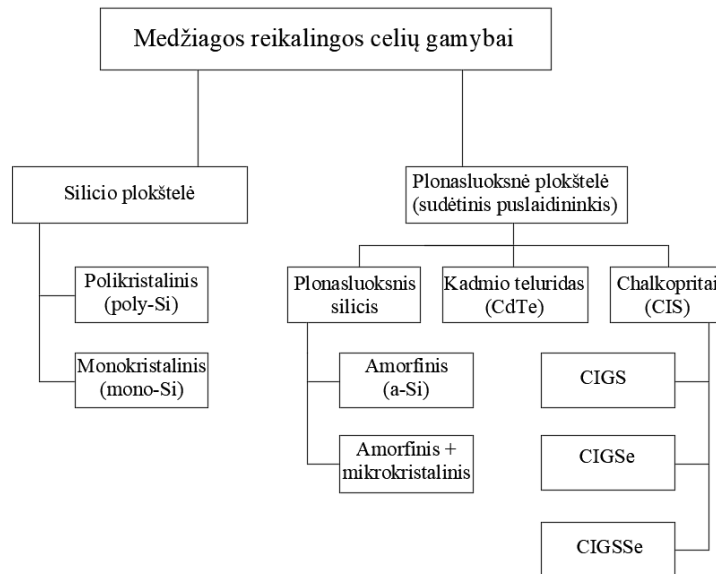 Medžiagos reikalingos celių gamybai
Silicio plokštelė
Plonasluoksnė plokštelė
(sudėtinis puslaidininkis)
Polikristalinis
(poly-Si)
Monokristalinis
(mono-Si)
Plonasluoksnis
silicis
Kadmio teluridas
(CdTe)
Chalkopritai
(CIS)
Amorfinis
(a-Si)
Amorfinis +
mikrokristalinis
CIGS
CIGSe
CIGSSe